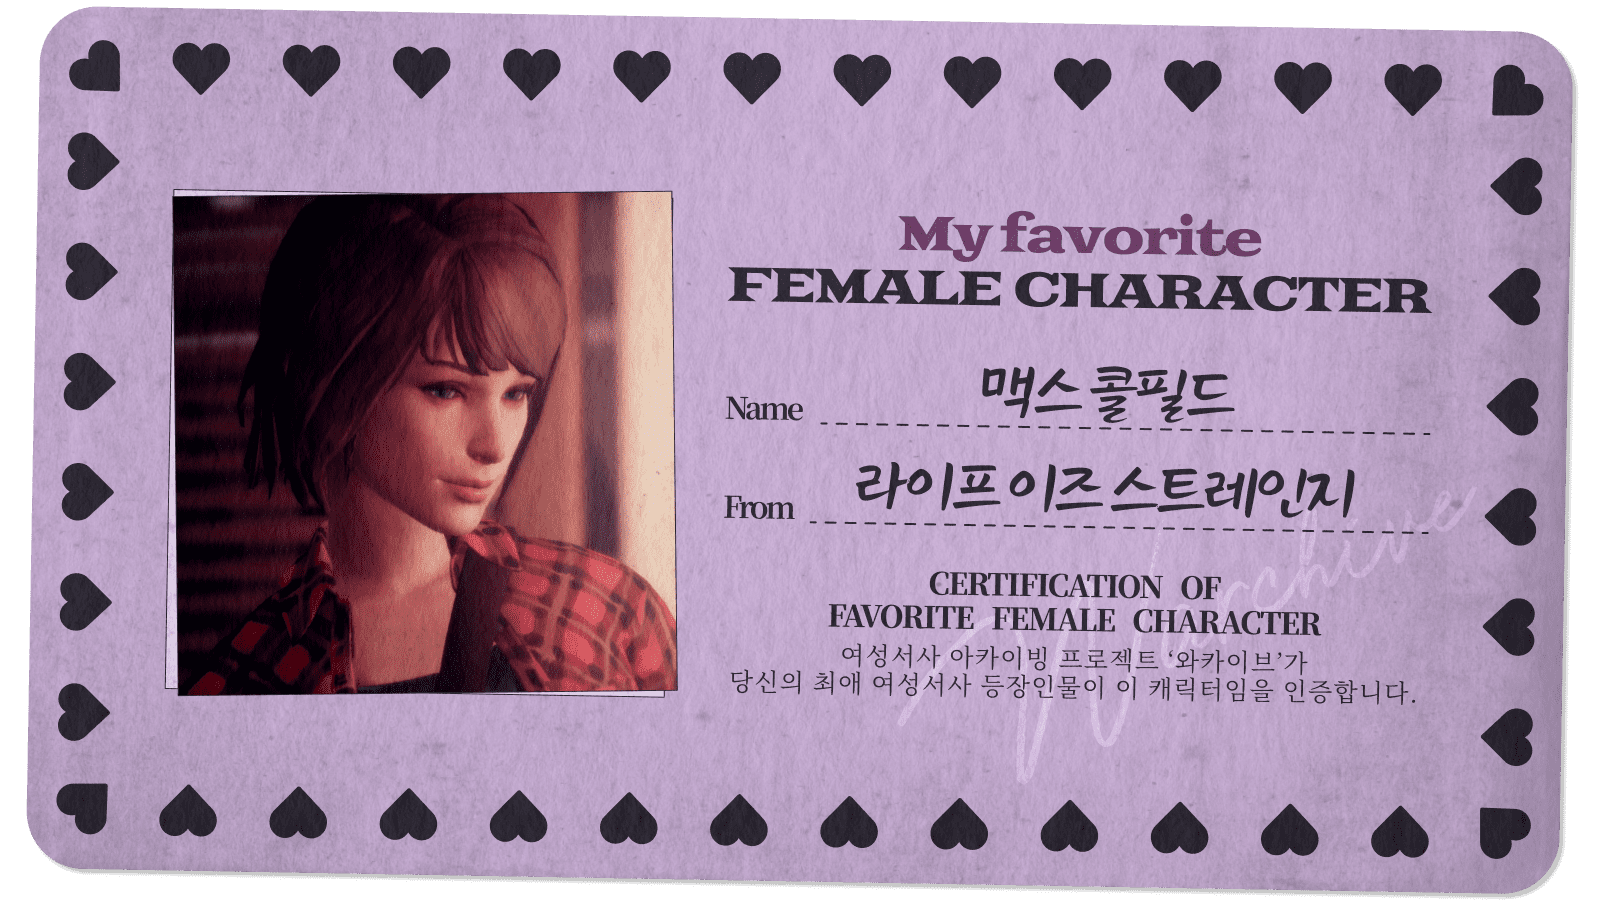 My favorite
FEMALE CHARACTER
Name 맥스 콜필드
From 라이프 이즈 스트레인지
Warchive
CERTIFICATION OF
FAVORITE FEMALE CHARACTER
여성서사 아카이빙 프로젝트 ‘와카이브’가
당신의 최애 여성서사 등장인물이 이 캐릭터임을 인증합니다.